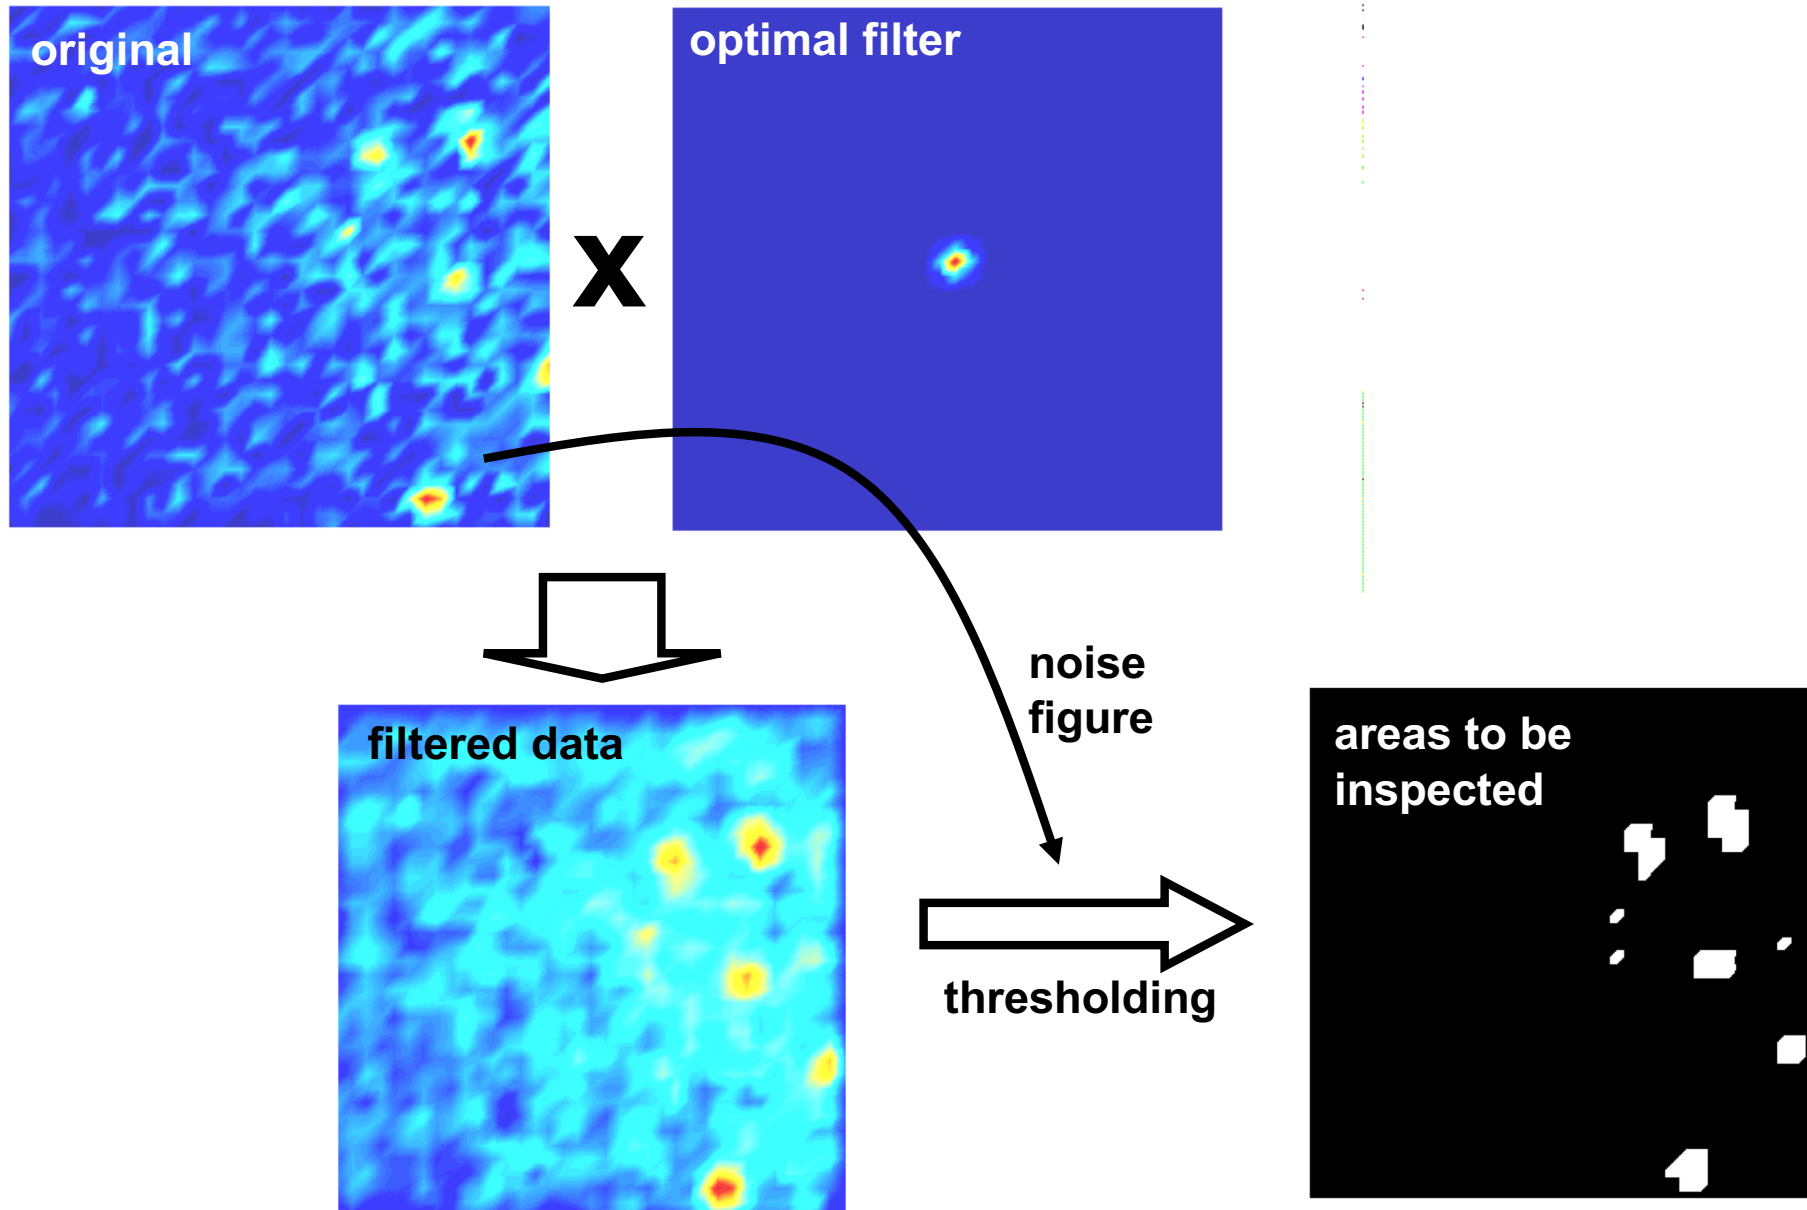 original
optimal filter
X
noise
figure
filtered data
areas to be
inspected
thresholding